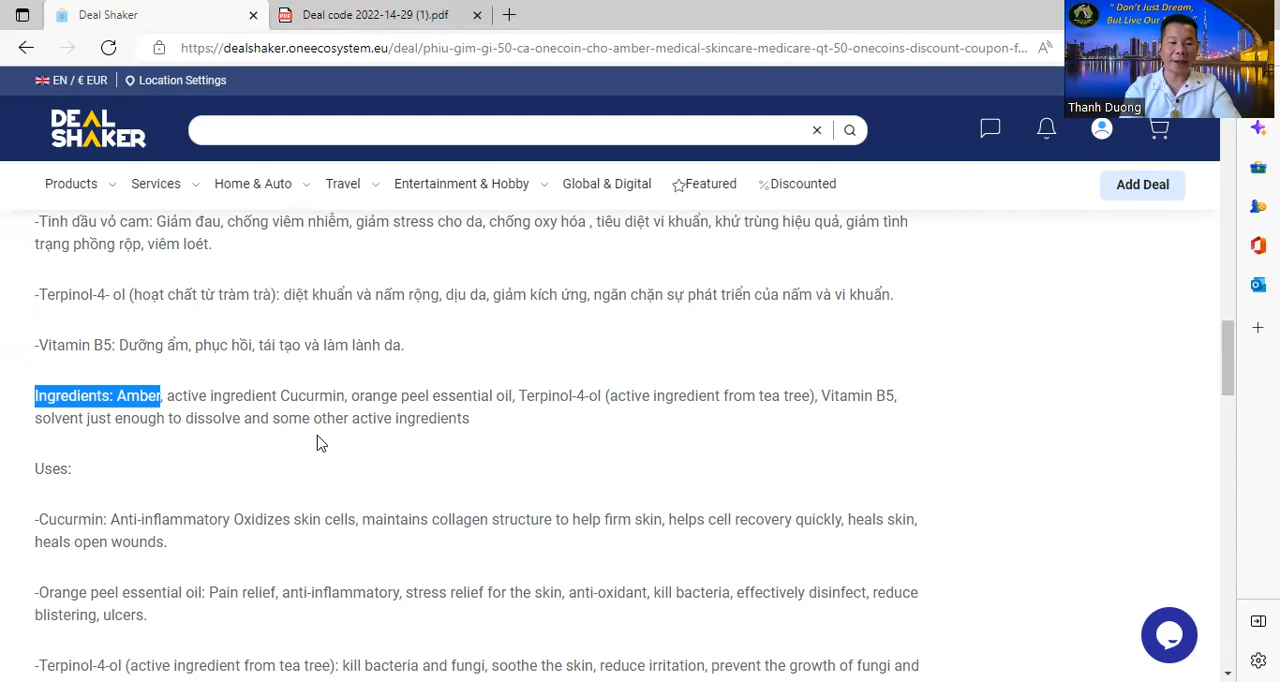 Deal Shaker
Deal code 2022-14-29 (1).pdf
https://dealshaker.oneecosystem.eu/deal/phiu-gim-gi-50-ca-onecoin-cho-amber-medical-skincare-medicare-qt-50-onecoins-discount-coupon-f...
" Don't Just Dream,
But Live Our
Thanh Duong
EN / € EUR
Location Settings
DEAL
SHAKER
Products
Services
Home & Auto
Travel
Entertainment & Hobby
Global & Digital
Featured
Discounted
Add Deal
-Tinh dầu vỏ cam: Giảm đau, chống viêm nhiễm, giảm stress cho da, chống oxy hóa , tiêu diệt vi khuẩn, khử trùng hiệu quả, giảm tình
trạng phồng rộp, viêm loét.
-Terpinol-4- ol (hoạt chất từ tràm trà): diệt khuẩn và nấm rộng, dịu da, giảm kích ứng, ngăn chặn sự phát triển của nấm và vi khuẩn.
-Vitamin B5: Dưỡng ẩm, phục hồi, tái tạo và làm lành da.
Ingredients: Amber, active ingredient Cucurmin, orange peel essential oil, Terpinol-4-ol (active ingredient from tea tree), Vitamin B5,
solvent just enough to dissolve and some other active ingredients
Uses:
-Cucurmin: Anti-inflammatory Oxidizes skin cells, maintains collagen structure to help firm skin, helps cell recovery quickly, heals skin,
heals open wounds.
-Orange peel essential oil: Pain relief, anti-inflammatory, stress relief for the skin, anti-oxidant, kill bacteria, effectively disinfect, reduce
blistering, ulcers.
-Terpinol-4-ol (active ingredient from tea tree): kill bacteria and fungi, soothe the skin, reduce irritation, prevent the growth of fungi and